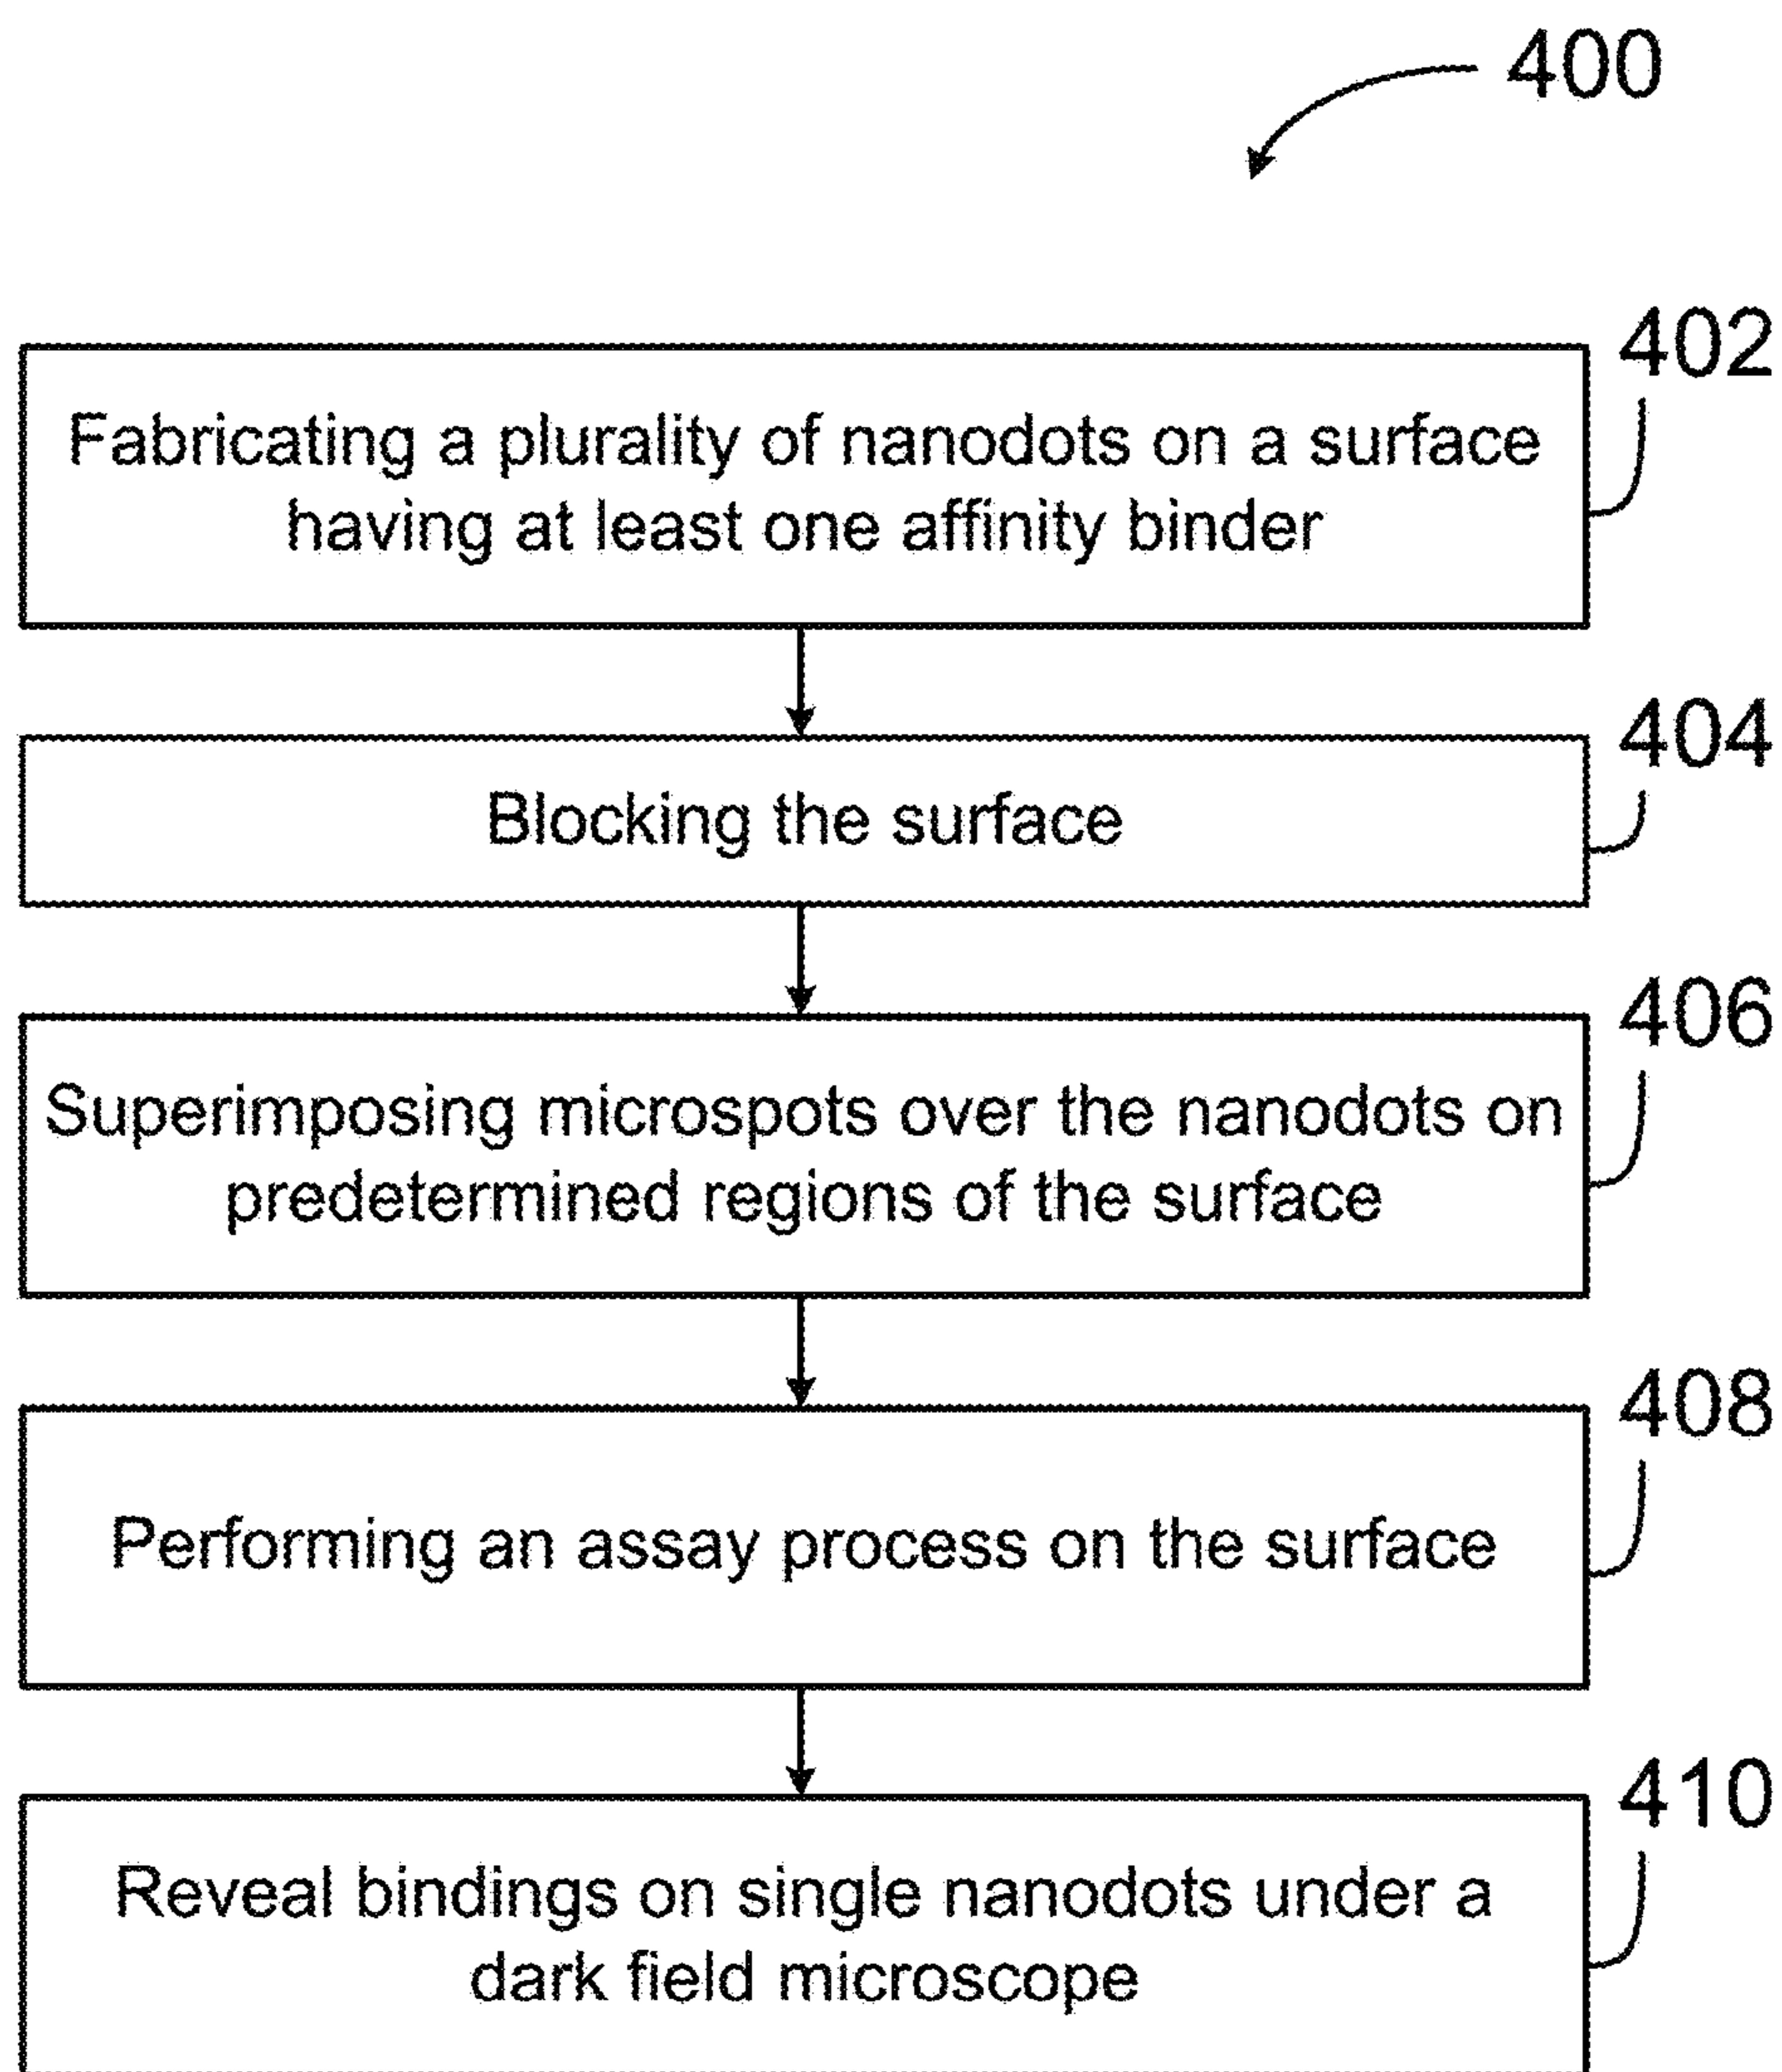 400
402
Fabricating a plurality of nanodots on a surface
having at least one affinity binder
404
Blocking the surface
406
Superimposing microspots over the nanodots on
predetermined regions of the surface
408
Performing an assay process on the surface
410
Reveal bindings on single nanodots under a
dark field microscope